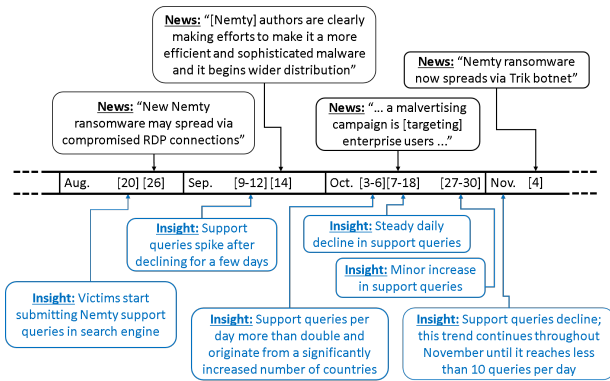 News: “[Nemty] authors are clearly
making efforts to make it a more
efficient and sophisticated malware
and it begins wider distribution”
News: “Nemty ransomware
now spreads via Trik botnet”
News: “New Nemty
ransomware may spread via
compromised RDP connections”
News: “... a malvertising
campaign is [targeting]
enterprise users ...”
Aug. [20] [26] Sep. [9-12] [14] Oct. [3-6] [7-18] [27-30] Nov. [4]
Insight: Support
queries spike after
declining for a few days
Insight: Steady daily
decline in support queries
Insight: Minor increase
in support queries
Insight: Victims start
submitting Nemty support
queries in search engine
Insight: Support queries per
day more than double and
originate from a significantly
increased number of countries
Insight: Support queries decline;
this trend continues throughout
November until it reaches less
than 10 queries per day